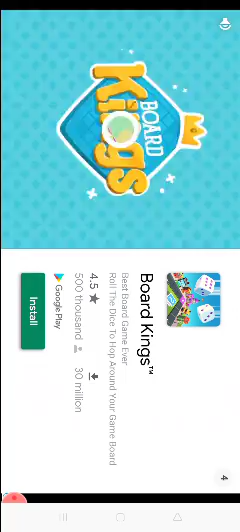 BOARD
Kings
Board Kings™
Best Board Game Ever
Roll The Dice To Hop Around Your Game Board
4.5 ★
500 thousand
30 million
Google Play
Install
4